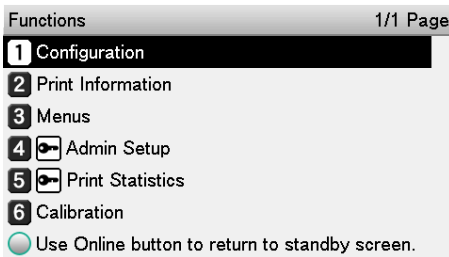 Functions 1/1 Page
1 Configuration
2 Print Information
3 Menus
4 Admin Setup
5 Print Statistics
6 Calibration
Use Online button to return to standby screen.